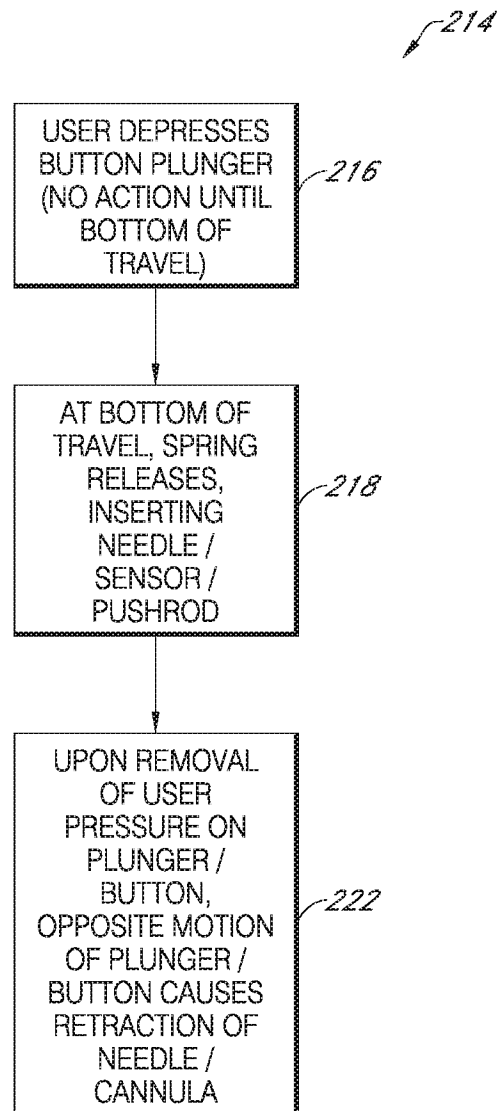 214
USER DEPRESSES
BUTTON PLUNGER
(NO ACTION UNTIL
BOTTOM OF
TRAVEL)
216
AT BOTTOM OF
TRAVEL, SPRING
RELEASES,
INSERTING
NEEDLE /
SENSOR /
PUSHROD
218
UPON REMOVAL
OF USER
PRESSURE ON
PLUNGER /
BUTTON,
OPPOSITE MOTION
OF PLUNGER /
BUTTON CAUSES
RETRACTION OF
NEEDLE /
CANNULA
222